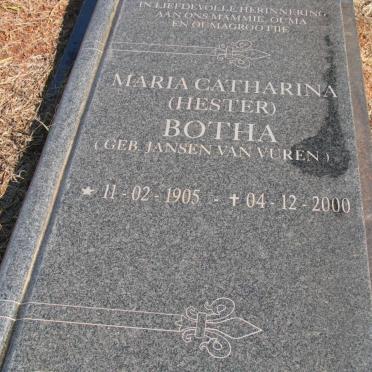 IN LIEFDEVOLLE HERINNERING
AAN ONS MAMMIE, OUMA
EN OUMAGROOTJIE
MARIA CATHARINA
(HESTER)
BOTHA
( GEB. JANSEN VAN VUREN )
★ 11 - 02 - 1905 - ✝ 04 - 12 - 2000